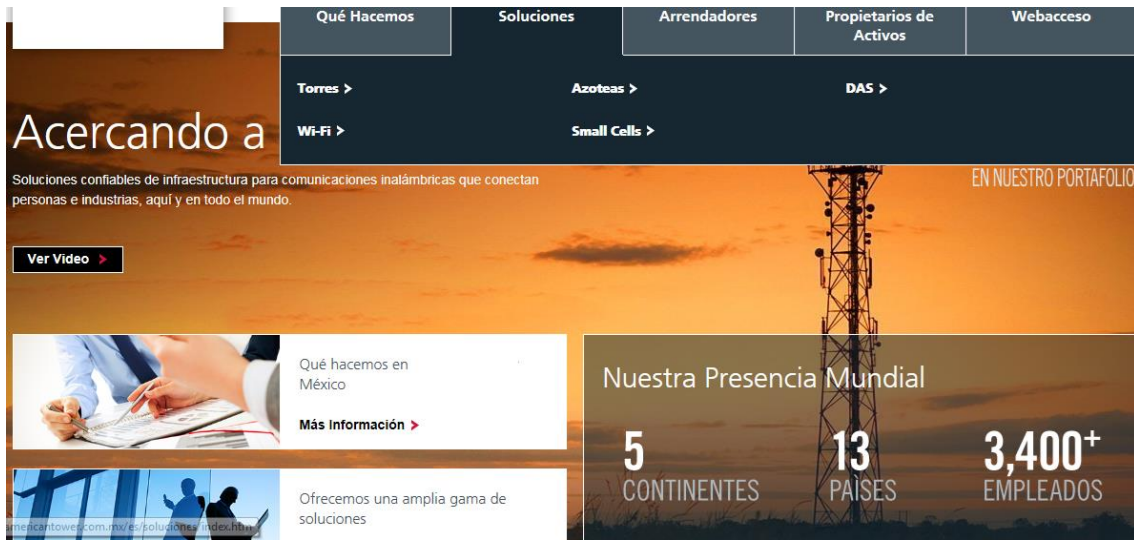 Qué Hacemos
Soluciones
Arrendadores
Propietarios de
Activos
Webacceso
Torres >
Azoteas >
DAS >
Wi-Fi >
Small Cells >
Acercando a
Soluciones confiables de infraestructura para comunicaciones inalámbricas que conectan
personas e industrias, aquí y en todo el mundo.
EN NUESTRO PORTAFOLIO
Ver Video >
Qué hacemos en
México
Más Información >
Nuestra Presencia Mundial
5
CONTINENTES
13
PAÍSES
3,400+
EMPLEADOS
Ofrecemos una amplia gama de
soluciones
americantower.com.mx/es/soluciones/index.htm